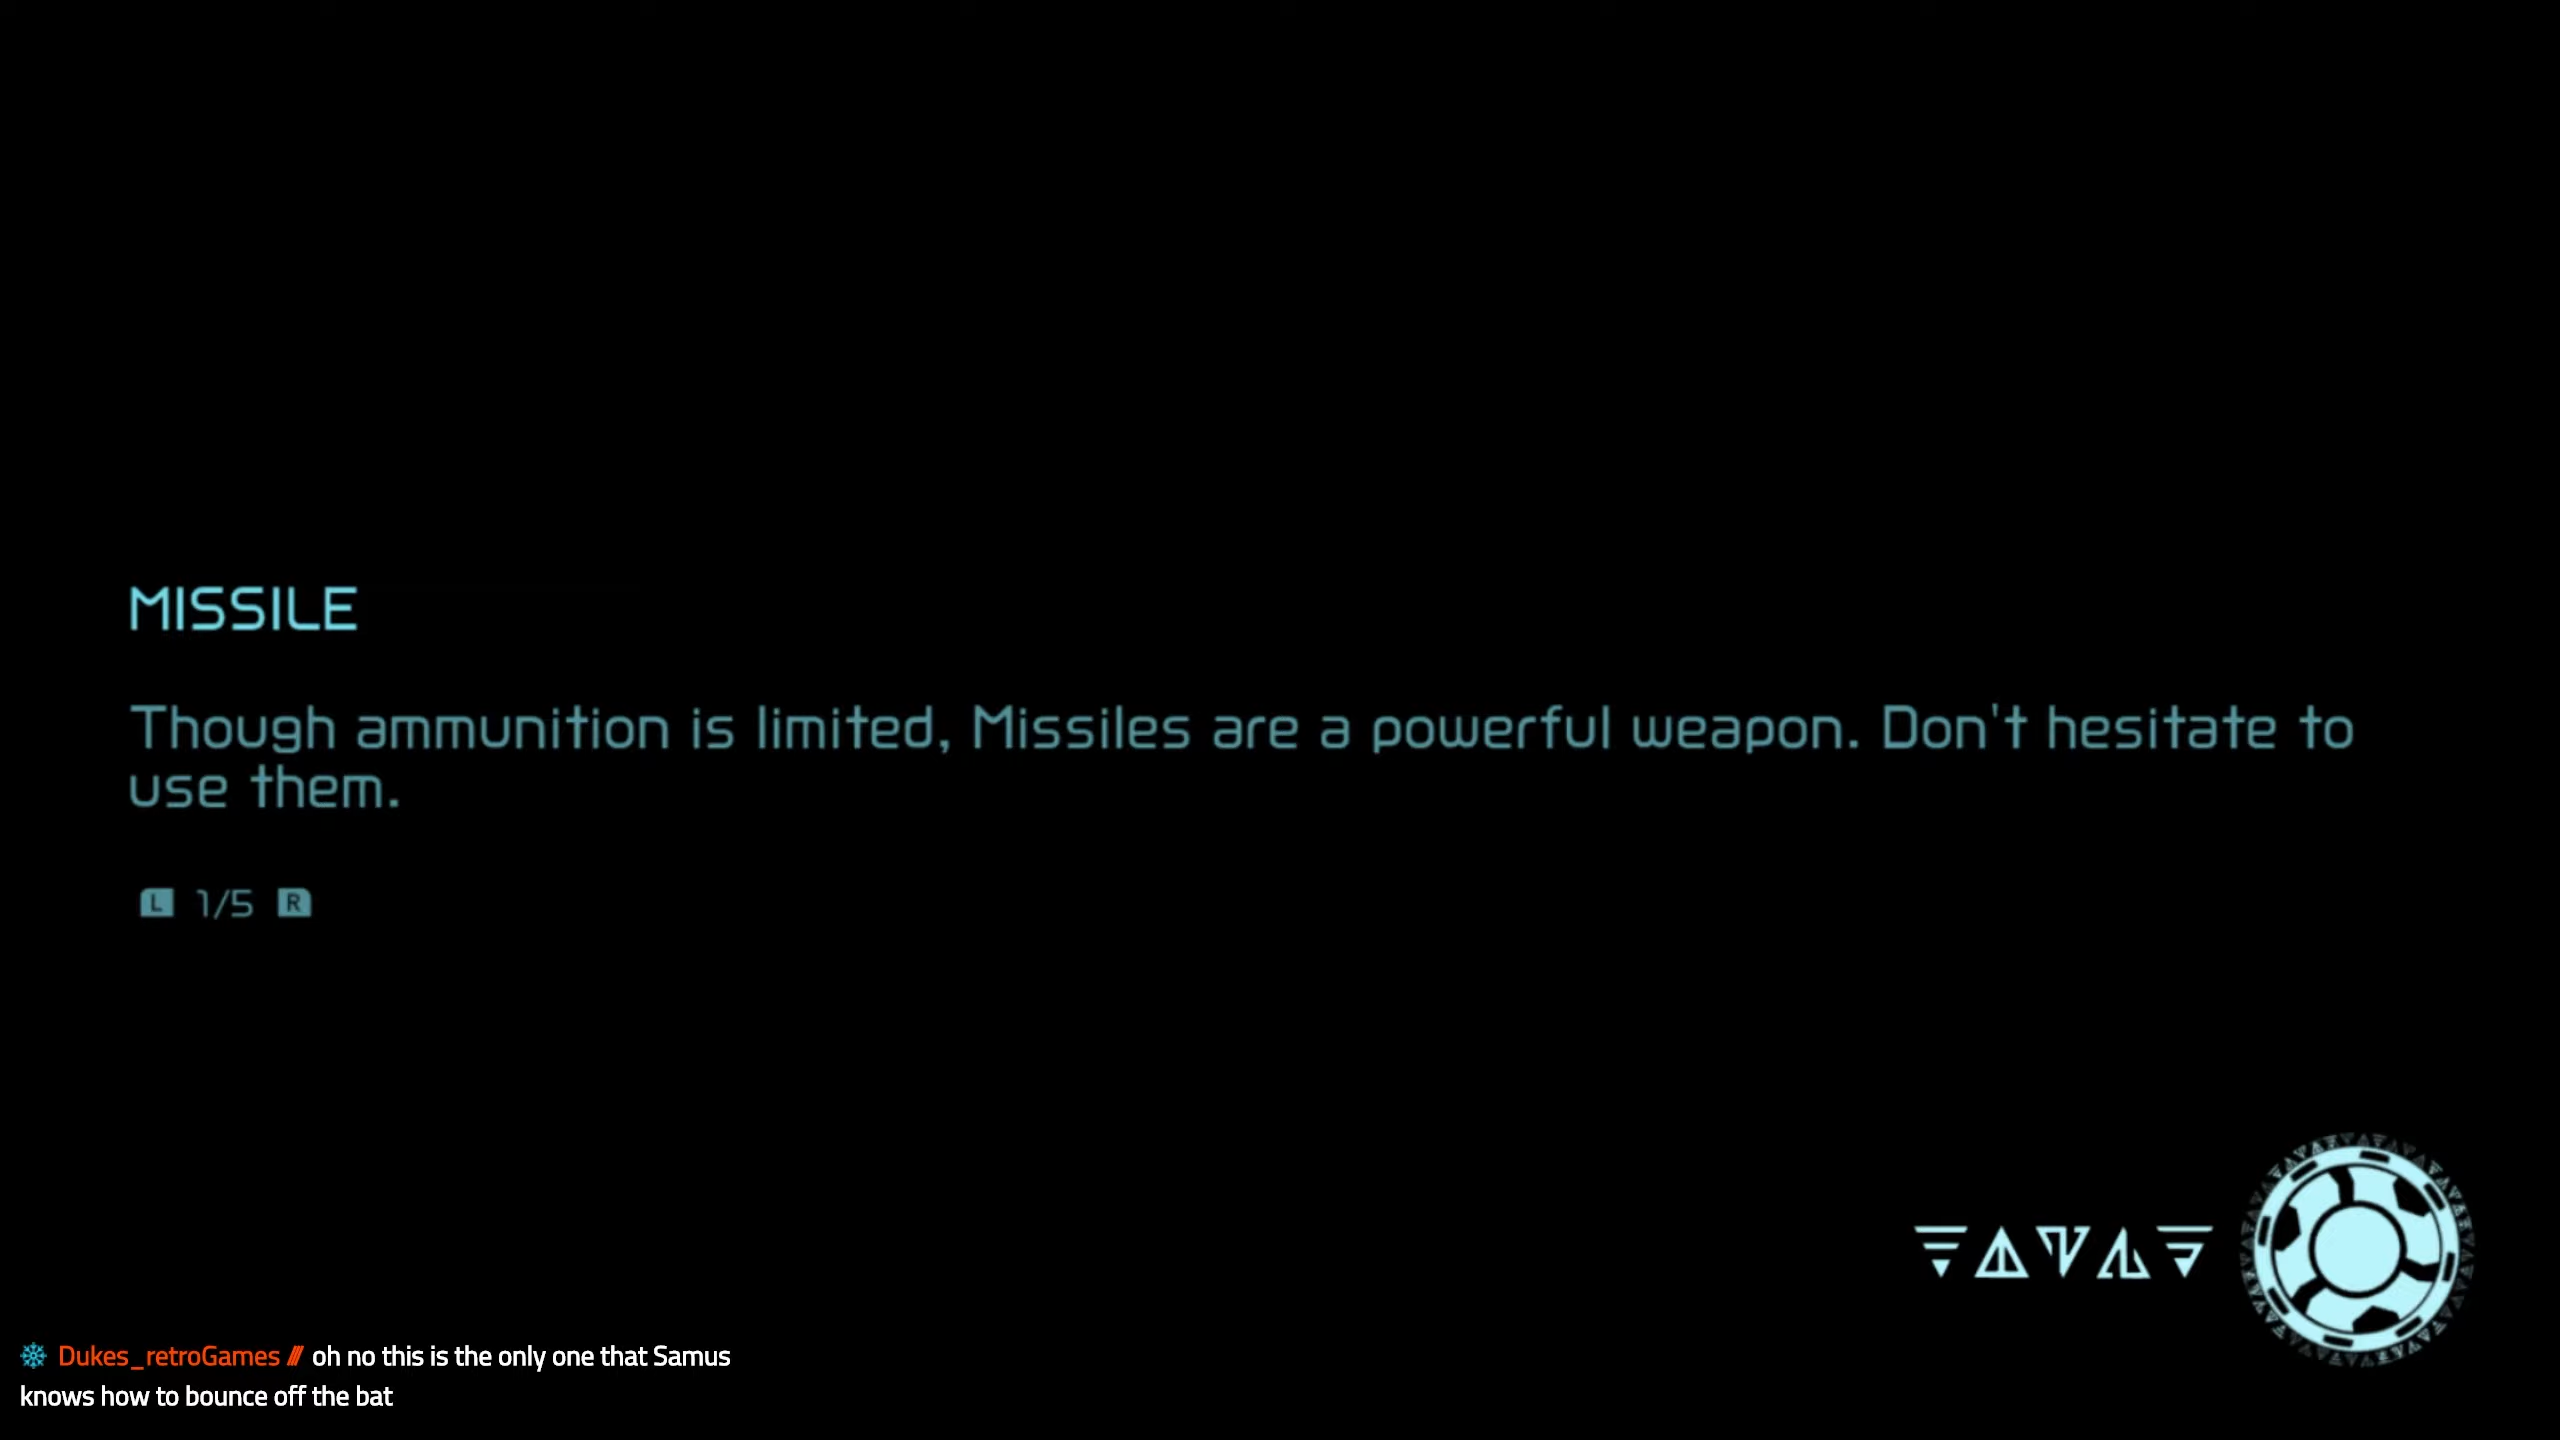 MISSILE
Though ammunition is limited, Missiles are a powerful weapon. Don't hesitate to
use them.
L 1/5 R
Dukes_retroGames /// oh no this is the only one that Samus
knows how to bounce off the bat